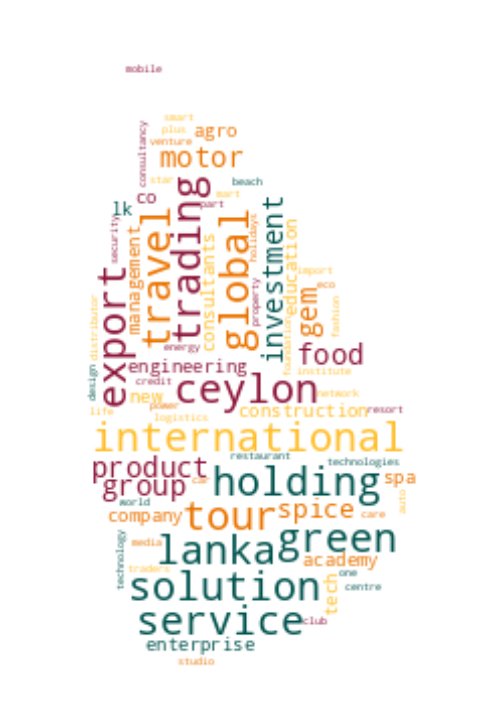 mobile
smart
plus
agro
venture
consultancy
motor
star
beach
co
mart
part
lk
trading
travel
global
investment
security
management
consultants
holidays
education
export
import
eco
gem
property
fashion
distributor
foundation
energy
food
engineering
institute
design
credit
ceylon
new
network
power
construction
resort
life
logistics
international
restaurant
product
technologies
group
car
holding
spa
world
auto
company
tour
spice
care
green
technology
media
lanka
academy
traders
one
tech
solution
centre
service
club
enterprise
studio